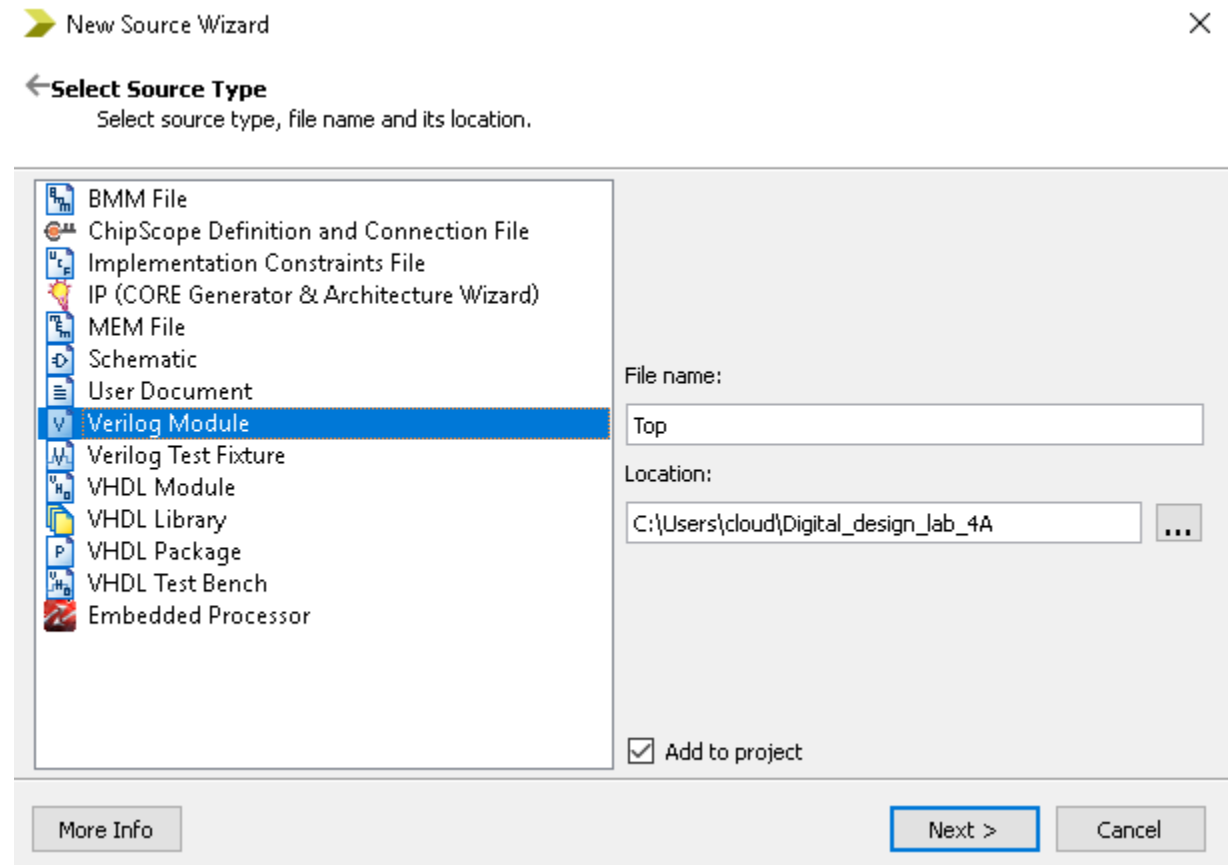 New Source Wizard
Select Source Type
Select source type, file name and its location.
BMM File
ChipScope Definition and Connection File
Implementation Constraints File
IP (CORE Generator & Architecture Wizard)
MEM File
Schematic
User Document
Verilog Module
Verilog Test Fixture
VHDL Module
VHDL Library
VHDL Package
VHDL Test Bench
Embedded Processor
File name:
Top
Location:
C:\Users\cloud\Digital_design_lab_4A
...
Add to project
More Info
Next >
Cancel